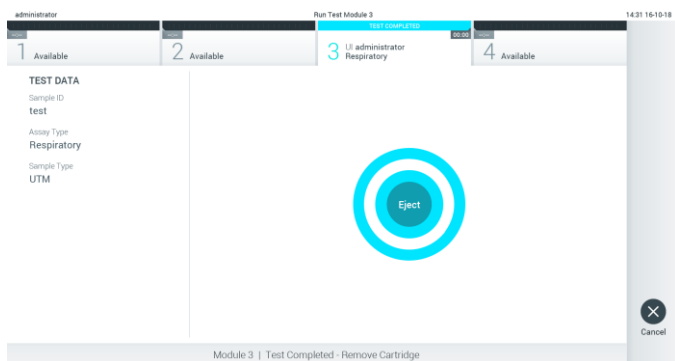 administrator
Run Test Module 3
14:31 16-10-18
TEST COMPLETED
--:--
--:--
00:00
--:--
1 Available
2 Available
3 UI administrator
Respiratory
4 Available
TEST DATA
Sample ID
test
Assay Type
Respiratory
Sample Type
UTM
Eject
Cancel
Module 3 | Test Completed - Remove Cartridge